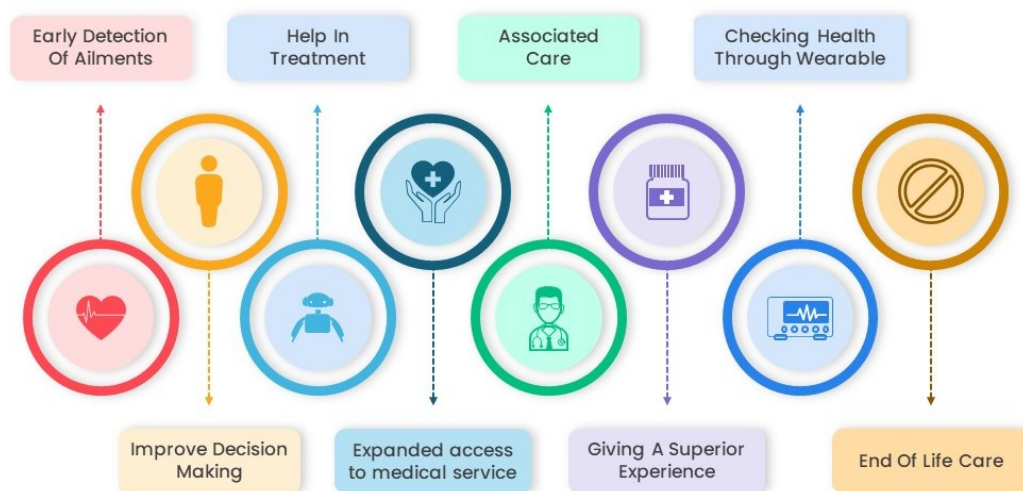 Early Detection
Of Ailments
Help In
Treatment
Associated
Care
Checking Health
Through Wearable
Improve Decision
Making
Expanded access
to medical service
Giving A Superior
Experience
End Of Life Care